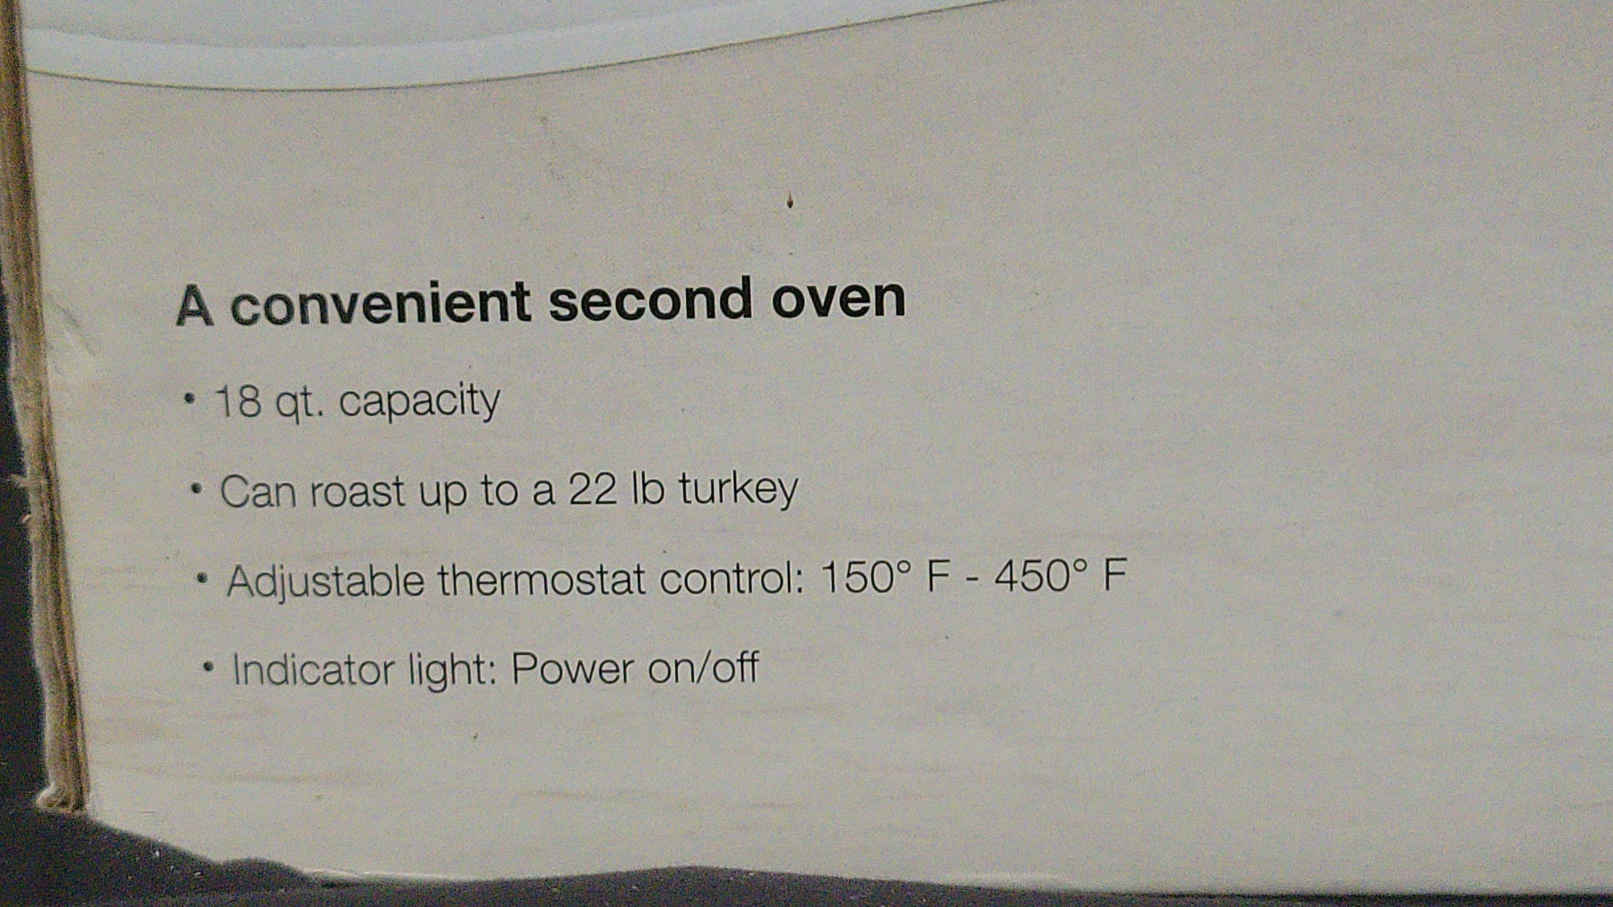 A convenient second oven
• 18 qt. capacity
• Can roast up to a 22 lb turkey
• Adjustable thermostat control: 150° F - 450° F
• Indicator light: Power on/off